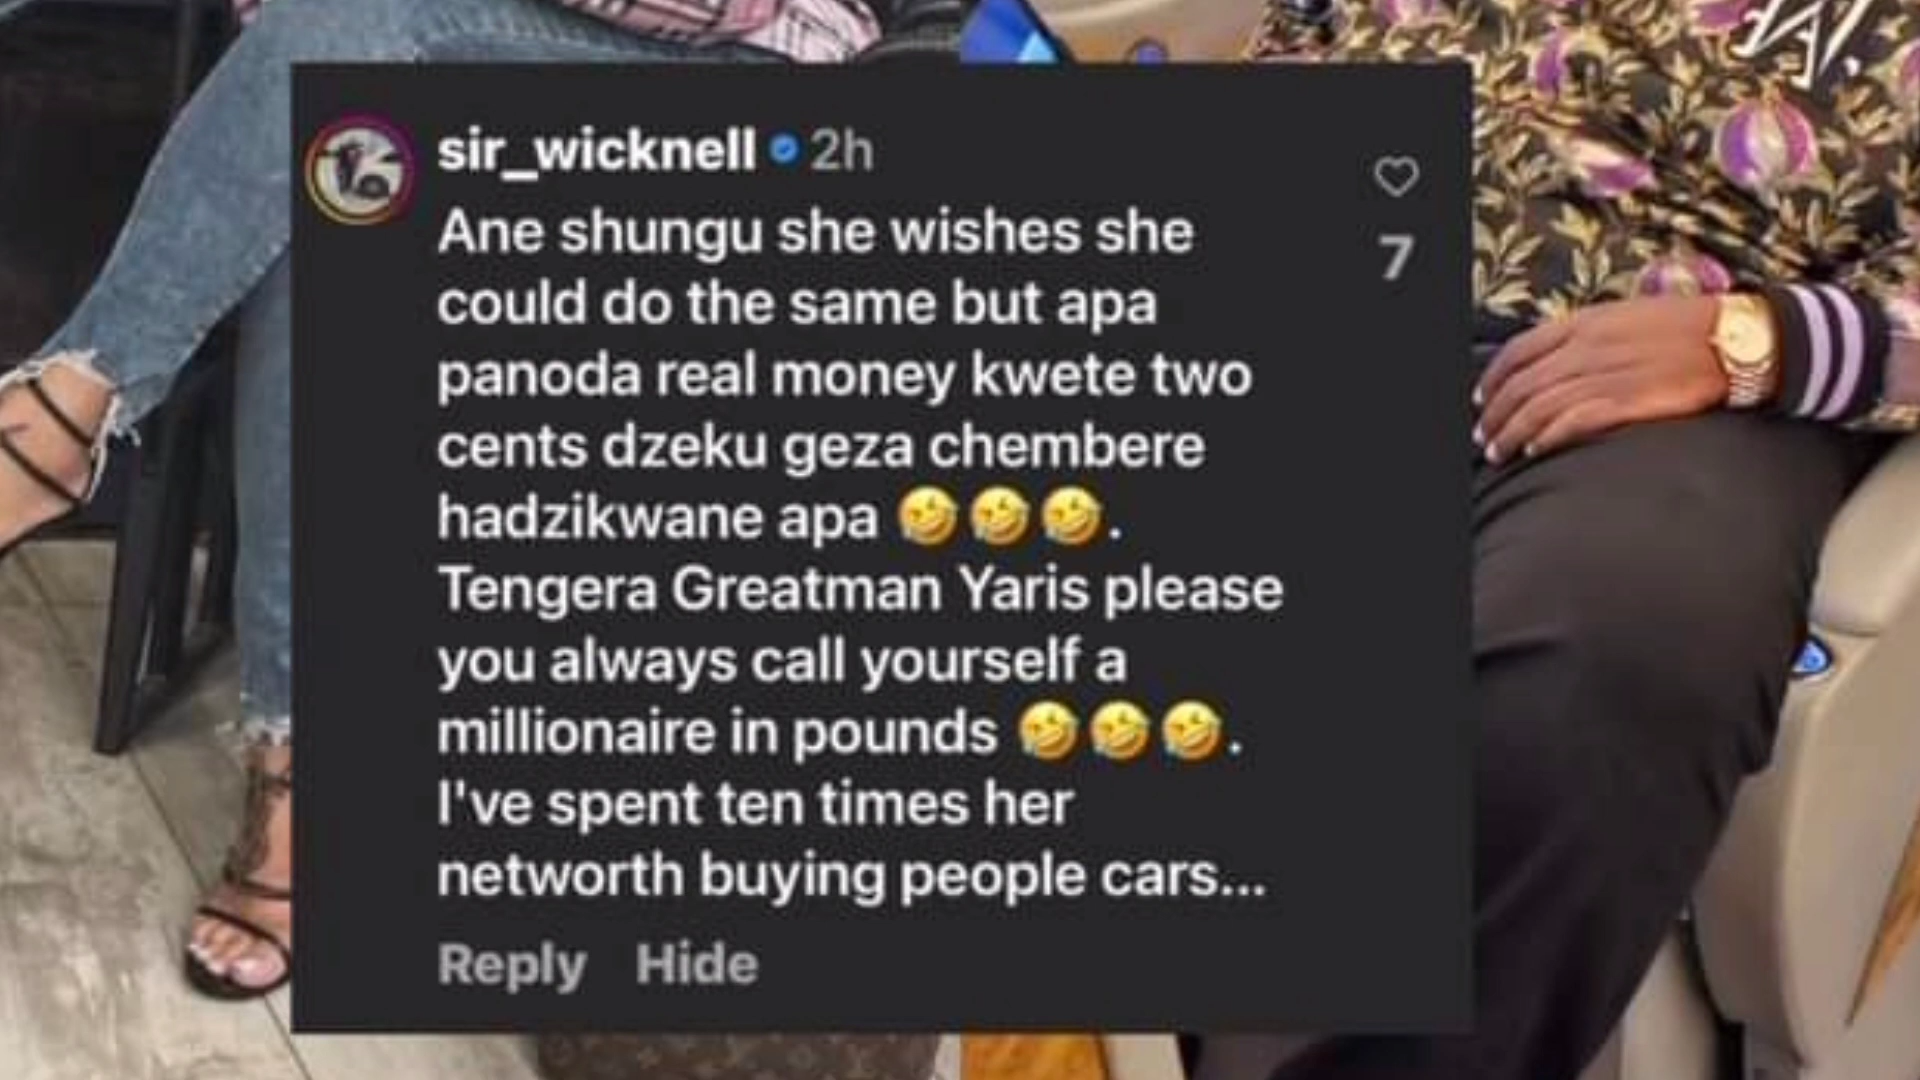 sir_wicknell 2h
Ane shungu she wishes she
could do the same but apa
panoda real money kwete two
cents dzeku geza chembere
hadzikwane apa 🤣🤣🤣.
Tengera Greatman Yaris please
you always call yourself a
millionaire in pounds 🤣🤣🤣.
I've spent ten times her
networth buying people cars...
Reply Hide
7